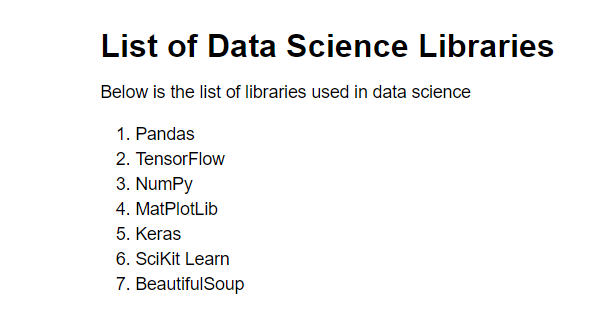 List of Data Science Libraries
Below is the list of libraries used in data science
1. Pandas
2. TensorFlow
3. NumPy
4. MatPlotLib
5. Keras
6. SciKit Learn
7. BeautifulSoup